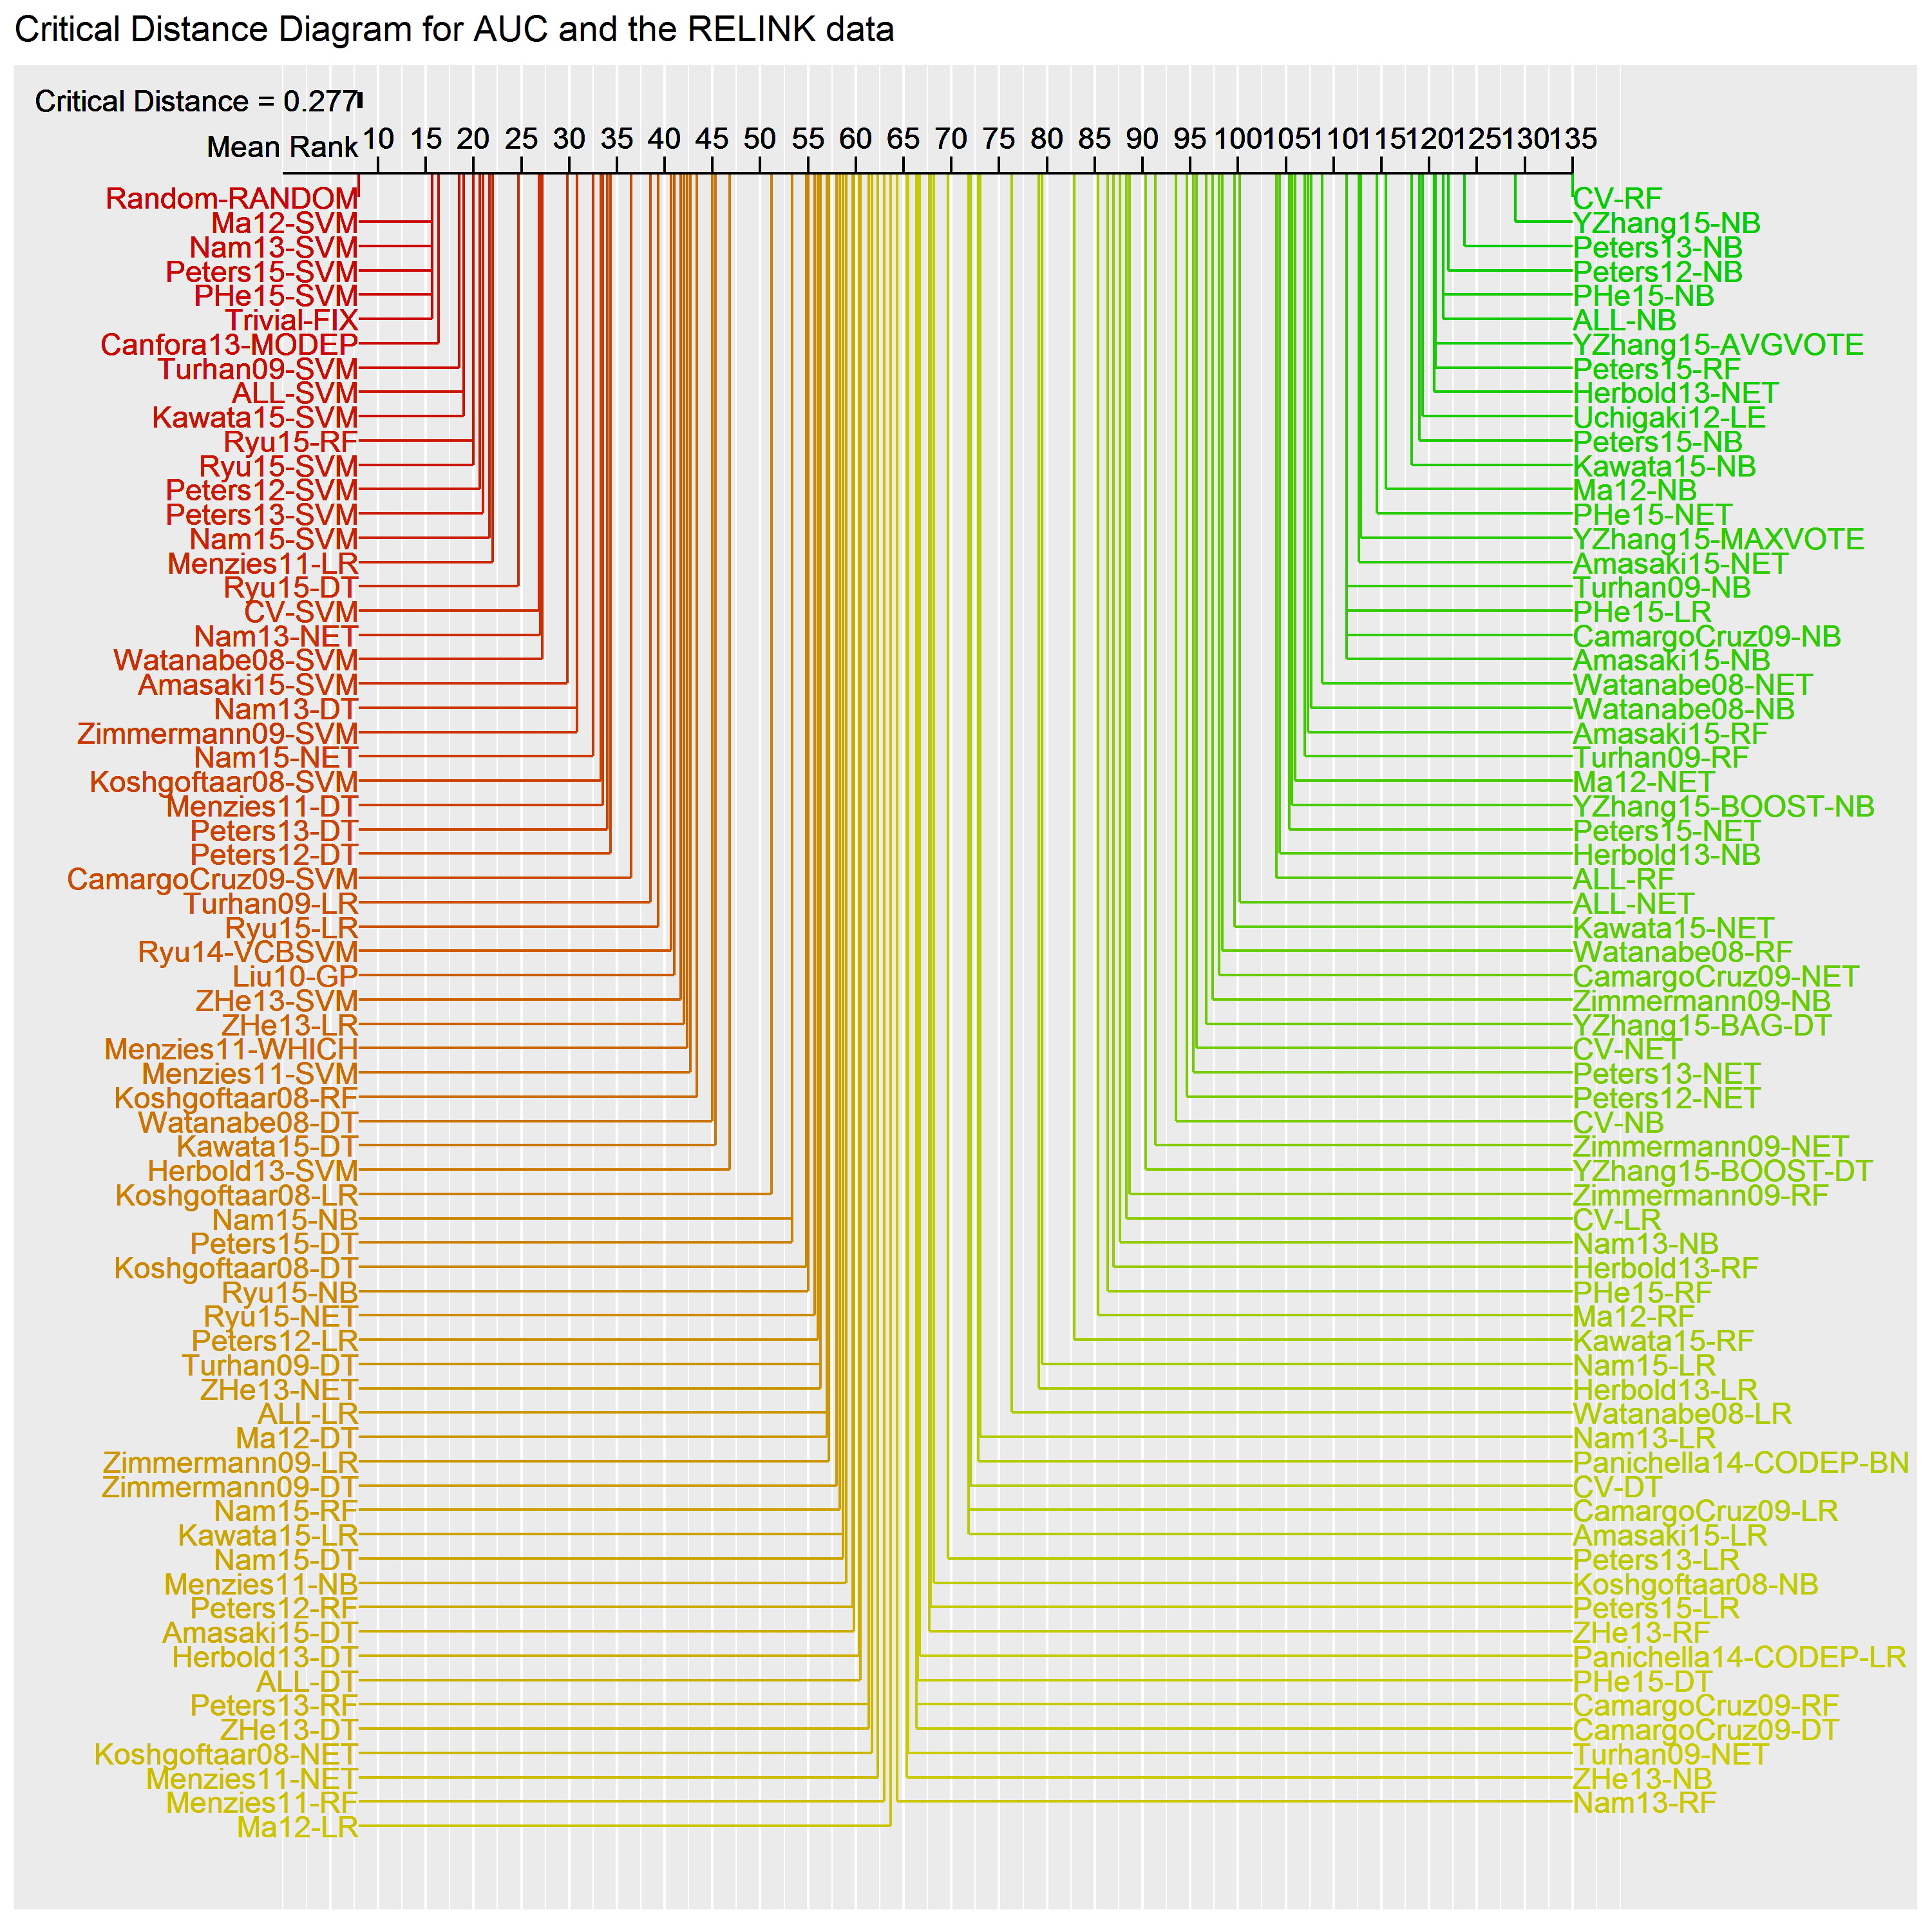 Critical Distance Diagram for AUC and the RELINK data
Critical Distance = 0.277
Mean Rank 10 15 20 25 30 35 40 45 50 55 60 65 70 75 80 85 90 95 100 105 110 115 120 125 130 135
Random-RANDOM CV-RF
Ma12-SVM YZhang15-NB
Nam13-SVM Peters13-NB
Peters15-SVM Peters12-NB
PHe15-SVM PHe15-NB
Trivial-FIX ALL-NB
Canfora13-MODEP YZhang15-AVGVOTE
Turhan09-SVM Peters15-RF
ALL-SVM Herbold13-NET
Kawata15-SVM Uchigaki12-LE
Ryu15-RF Peters15-NB
Ryu15-SVM Kawata15-NB
Peters12-SVM Ma12-NB
Peters13-SVM PHe15-NET
Nam15-SVM YZhang15-MAXVOTE
Menzies11-LR Amasaki15-NET
Ryu15-DT Turhan09-NB
CV-SVM PHe15-LR
Nam13-NET CamargoCruz09-NB
Watanabe08-SVM Amasaki15-NB
Amasaki15-SVM Watanabe08-NET
Nam13-DT Watanabe08-NB
Zimmermann09-SVM Amasaki15-RF
Nam15-NET Turhan09-RF
Koshgoftaar08-SVM Ma12-NET
Menzies11-DT YZhang15-BOOST-NB
Peters13-DT Peters15-NET
Peters12-DT Herbold13-NB
CamargoCruz09-SVM ALL-RF
Turhan09-LR ALL-NET
Ryu15-LR Kawata15-NET
Ryu14-VCBSVM Watanabe08-RF
Liu10-GP CamargoCruz09-NET
ZHe13-SVM Zimmermann09-NB
ZHe13-LR YZhang15-BAG-DT
Menzies11-WHICH CV-NET
Menzies11-SVM Peters13-NET
Koshgoftaar08-RF Peters12-NET
Watanabe08-DT CV-NB
Kawata15-DT Zimmermann09-NET
Herbold13-SVM YZhang15-BOOST-DT
Koshgoftaar08-LR Zimmermann09-RF
Nam15-NB CV-LR
Peters15-DT Nam13-NB
Koshgoftaar08-DT Herbold13-RF
Ryu15-NB PHe15-RF
Ryu15-NET Ma12-RF
Peters12-LR Kawata15-RF
Turhan09-DT Nam15-LR
ZHe13-NET Herbold13-LR
ALL-LR Watanabe08-LR
Ma12-DT Nam13-LR
Zimmermann09-LR Panichella14-CODEP-BN
Zimmermann09-DT CV-DT
Nam15-RF CamargoCruz09-LR
Kawata15-LR Amasaki15-LR
Nam15-DT Peters13-LR
Menzies11-NB Koshgoftaar08-NB
Peters12-RF Peters15-LR
Amasaki15-DT ZHe13-RF
Herbold13-DT Panichella14-CODEP-LR
ALL-DT PHe15-DT
Peters13-RF CamargoCruz09-RF
ZHe13-DT CamargoCruz09-DT
Koshgoftaar08-NET Turhan09-NET
Menzies11-NET ZHe13-NB
Menzies11-RF Nam13-RF
Ma12-LR